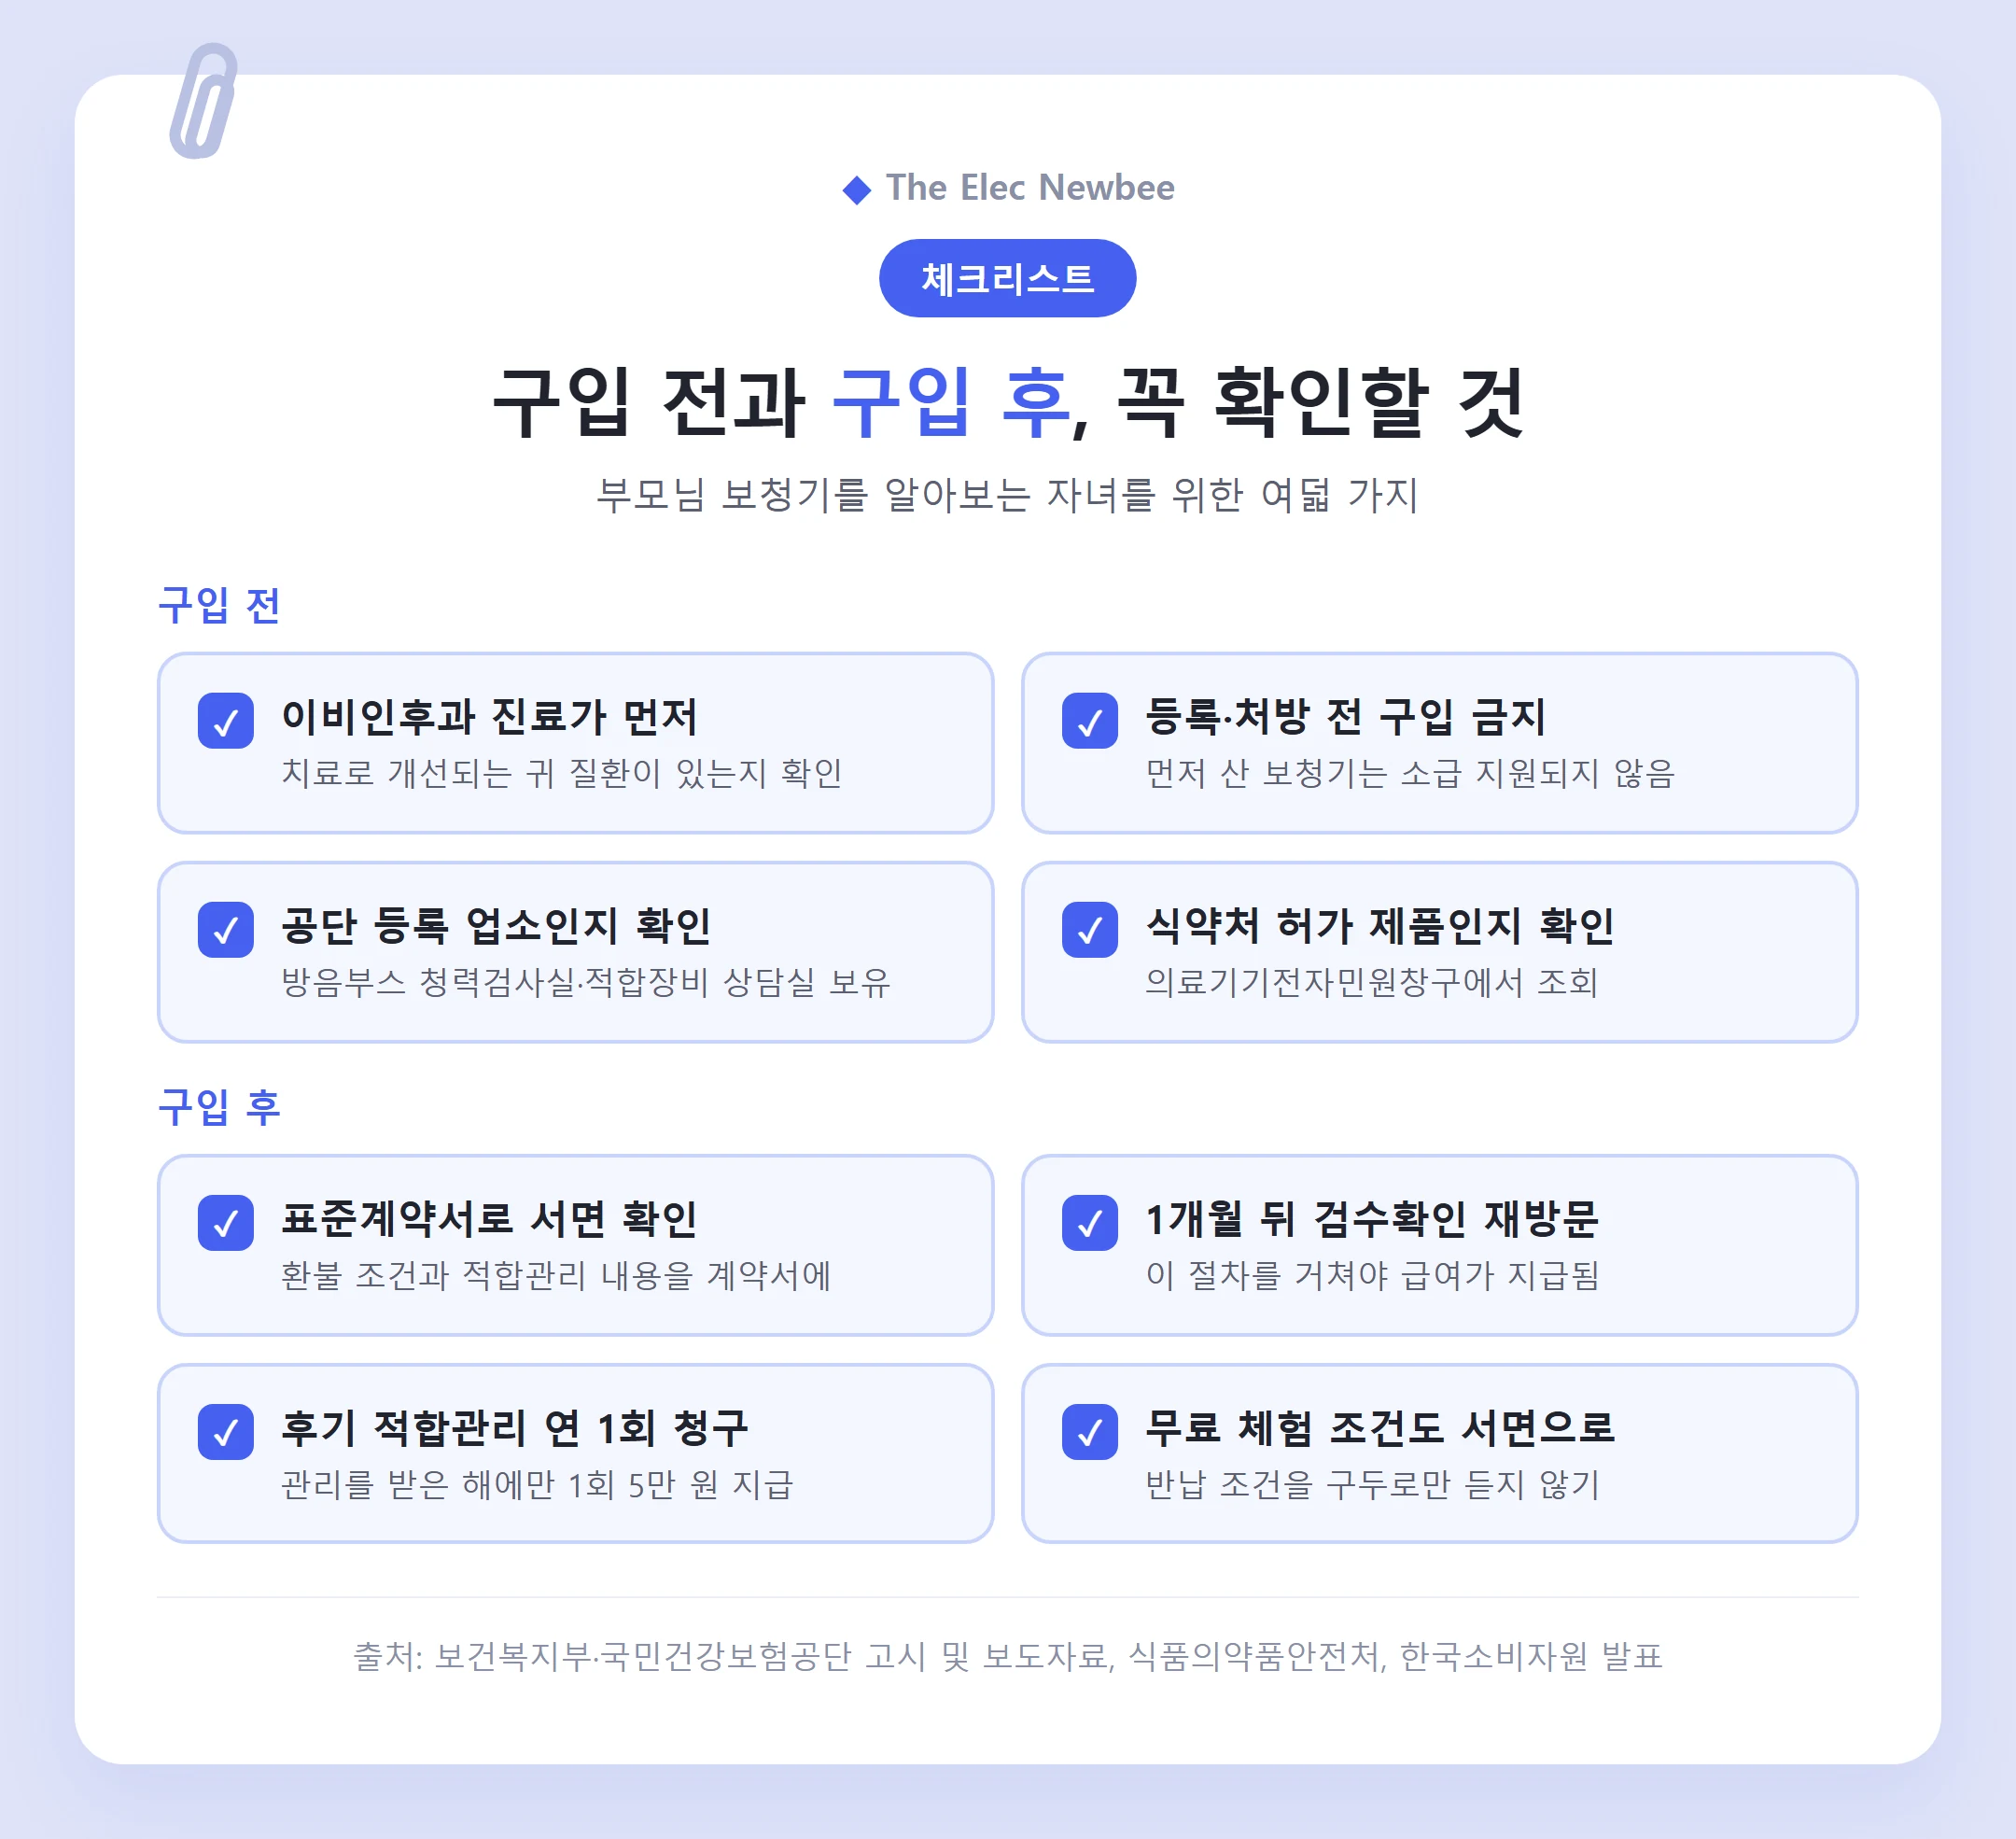 The Elec Newbee
체크리스트
구입 전과 구입 후, 꼭 확인할 것
부모님 보청기를 알아보는 자녀를 위한 여덟 가지
구입 전
이비인후과 진료가 먼저
치료로 개선되는 귀 질환이 있는지 확인
등록·처방 전 구입 금지
먼저 산 보청기는 소급 지원되지 않음
공단 등록 업소인지 확인
방음부스 청력검사실·적합장비 상담실 보유
식약처 허가 제품인지 확인
의료기기전자민원창구에서 조회
구입 후
표준계약서로 서면 확인
환불 조건과 적합관리 내용을 계약서에
1개월 뒤 검수확인 재방문
이 절차를 거쳐야 급여가 지급됨
후기 적합관리 연 1회 청구
관리를 받은 해에만 1회 5만 원 지급
무료 체험 조건도 서면으로
반납 조건을 구두로만 듣지 않기
출처: 보건복지부·국민건강보험공단 고시 및 보도자료, 식품의약품안전처, 한국소비자원 발표